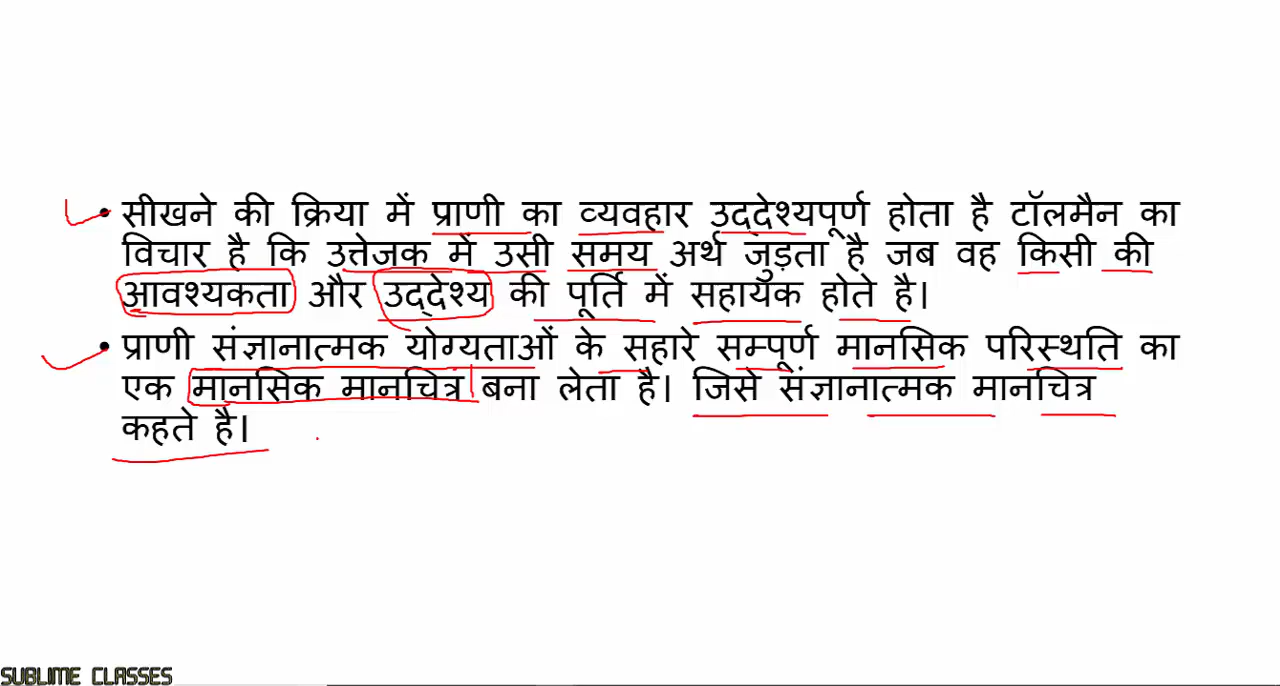 • सीखने की क्रिया में प्राणी का व्यवहार उद्देश्यपूर्ण होता है टॉलमैन का
विचार है कि उत्तेजक में उसी समय अर्थ जुड़ता है जब वह किसी की
आवश्यकता और उद्देश्य की पूर्ति में सहायक होते है।
• प्राणी संज्ञानात्मक योग्यताओं के सहारे सम्पूर्ण मानसिक परिस्थति का
एक मानसिक मानचित्र बना लेता है। जिसे संज्ञानात्मक मानचित्र
कहते है।
SUBLIME CLASSES